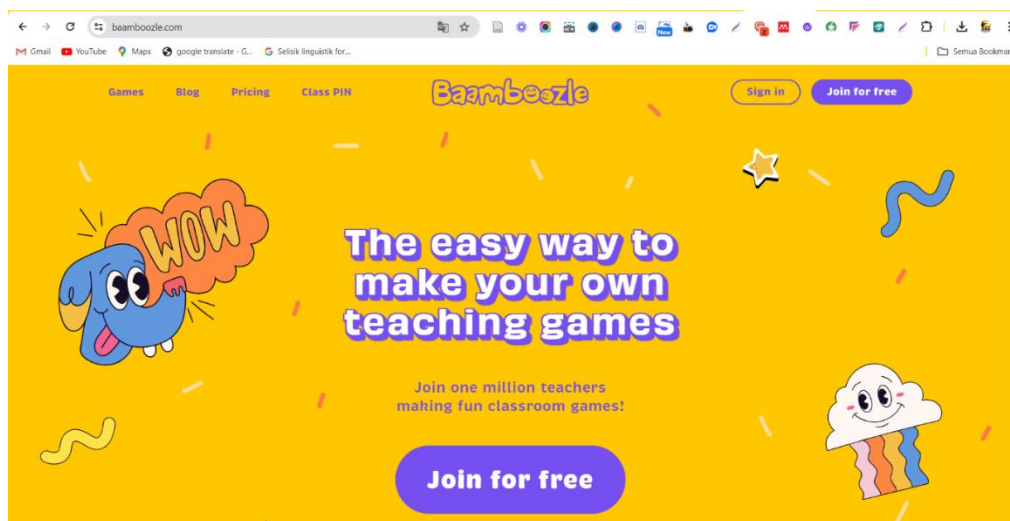 baamboozle.com
New
2
Gmail
YouTube
Maps
google translate - G...
Selisik linguistik for...
Semua Bookmar
Games
Blog
Pricing
Class PIN
Baamboozle
Sign in
Join for free
WOW
The easy way to
make your own
teaching games
Join one million teachers
making fun classroom games!
Join for free